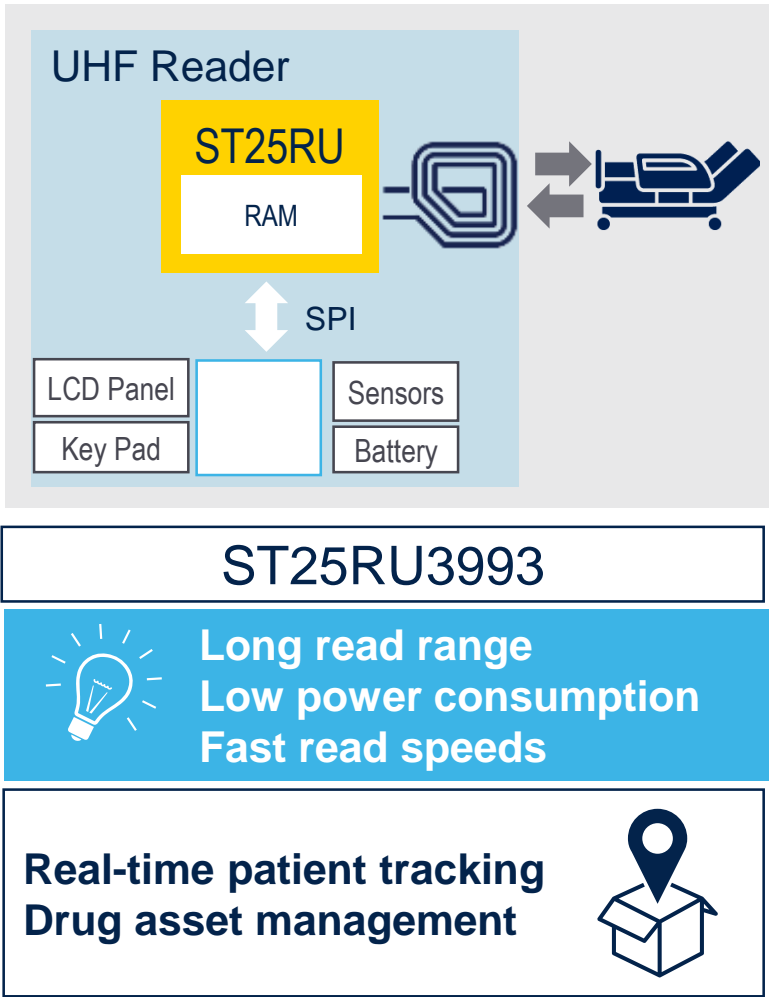 UHF Reader
ST25RU
RAM
SPI
LCD Panel
Sensors
Key Pad
Battery
ST25RU3993
Long read range
Low power consumption
Fast read speeds
Real-time patient tracking
Drug asset management